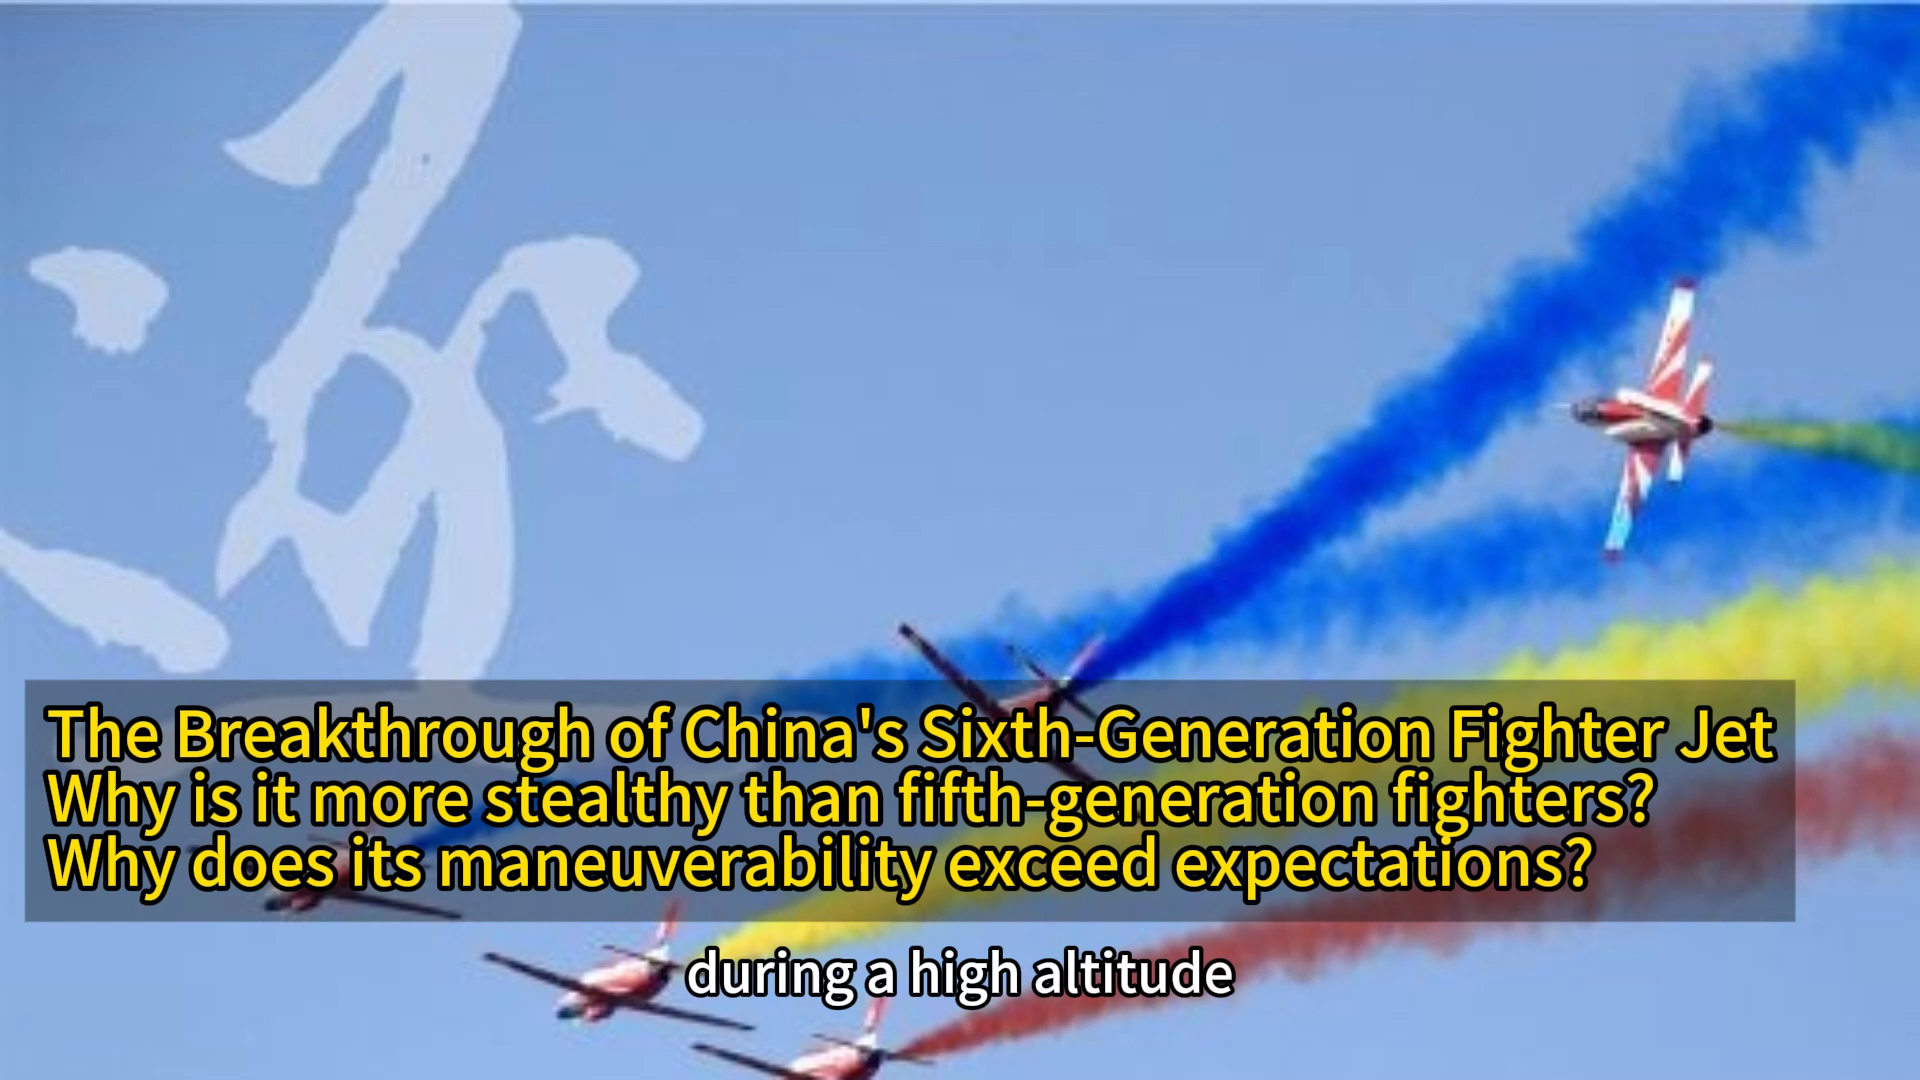 The Breakthrough of China's Sixth-Generation Fighter Jet
Why is it more stealthy than fifth-generation fighters?
Why does its maneuverability exceed expectations?
during a high altitude